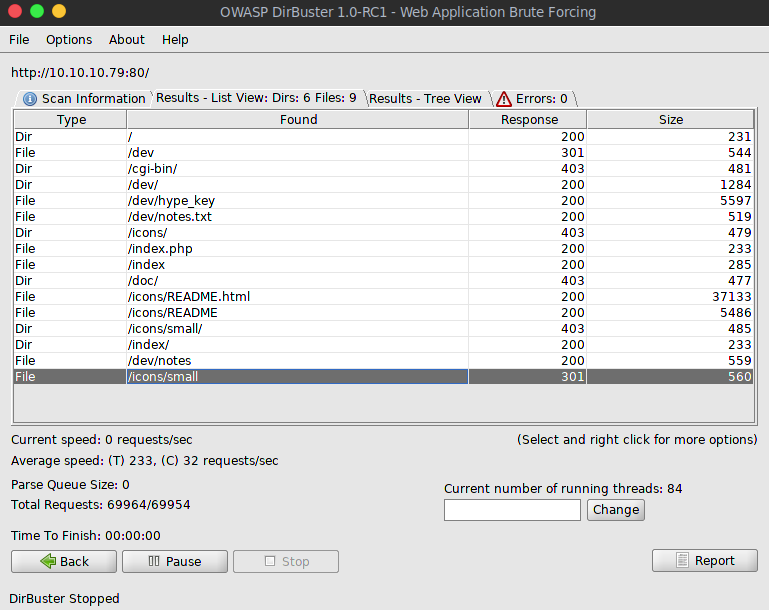 OWASP DirBuster 1.0-RC1 - Web Application Brute Forcing
File Options About Help
http://10.10.10.79:80/
Scan Information Results - List View: Dirs: 6 Files: 9 Results - Tree View Errors: 0
Type Found Response Size
Dir / 200 231
File /dev 301 544
Dir /cgi-bin/ 403 481
Dir /dev/ 200 1284
File /dev/hype_key 200 5597
File /dev/notes.txt 200 519
Dir /icons/ 403 479
File /index.php 200 233
File /index 200 285
Dir /doc/ 403 477
File /icons/README.html 200 37133
File /icons/README 200 5486
Dir /icons/small/ 403 485
Dir /index/ 200 233
File /dev/notes 200 559
File /icons/small 301 560
Current speed: 0 requests/sec (Select and right click for more options)
Average speed: (T) 233, (C) 32 requests/sec
Parse Queue Size: 0 Current number of running threads: 84
Total Requests: 69964/69954 Change
Time To Finish: 00:00:00
Back Pause Stop Report
DirBuster Stopped